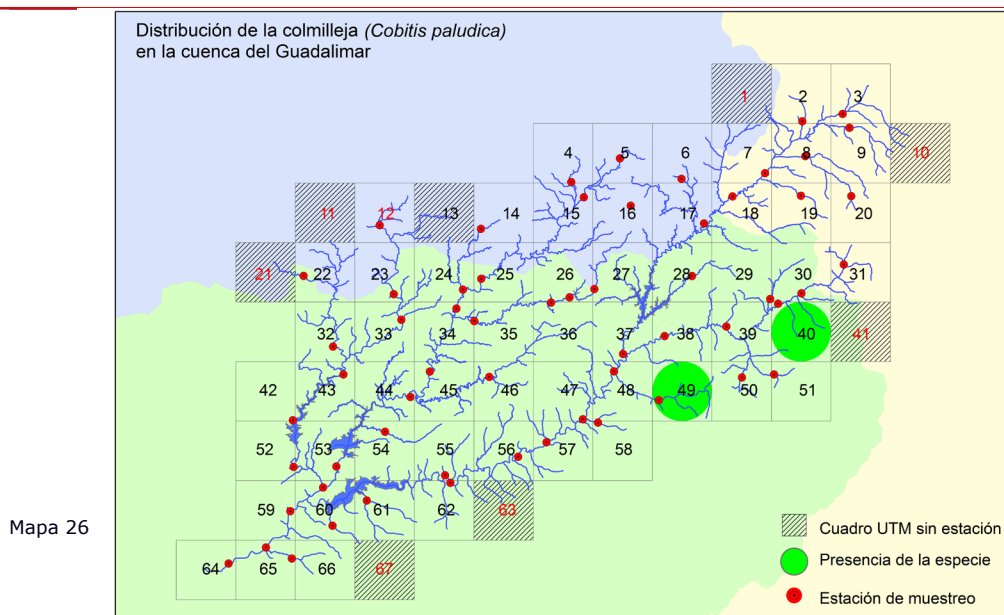 Distribución de la colmilleja (Cobitis paludica)
en la cuenca del Guadalimar
1 2 3
4 5 6 7 8 9 10
11 12 13 14 15 16 17 18 19 20
21 22 23 24 25 26 27 28 29 30 31
32 33 34 35 36 37 38 39 40 41
42 43 44 45 46 47 48 49 50 51
52 53 54 55 56 57 58
59 60 61 62 63
64 65 66 67
Mapa 26
Cuadro UTM sin estación
Presencia de la especie
Estación de muestreo